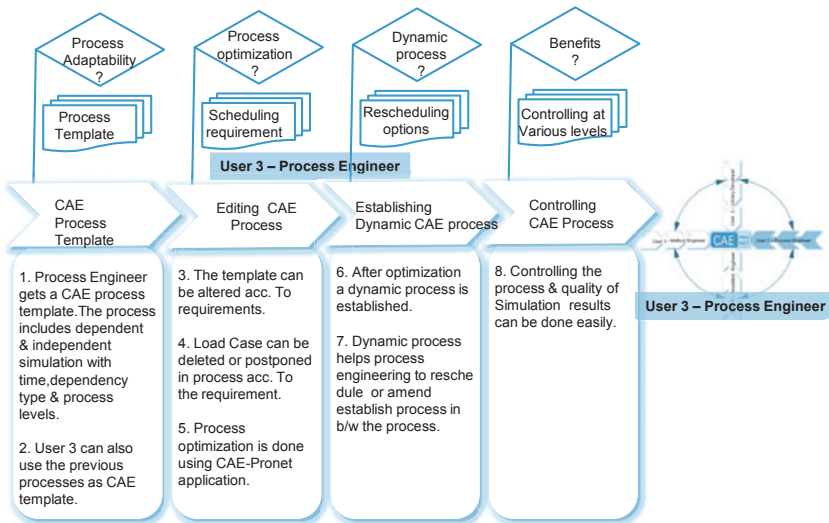 Process
Adaptability
?
Process
optimization
?
Dynamic
process
?
Benefits
?
Process
Template
Scheduling
requirement
Rescheduling
options
Controlling at
Various levels
User 3 – Process Engineer
CAE
Process
Template
Editing CAE
Process
Establishing
Dynamic CAE process
Controlling
CAE Process
1. Process Engineer
gets a CAE process
template.The process
includes dependent
& independent
simulation with
time,dependency
type & process
levels.
2. User 3 can also
use the previous
processes as CAE
template.
3. The template can
be altered acc. To
requirements.
4. Load Case can be
deleted or postponed
in process acc. To
the requirement.
5. Process
optimization is done
using CAE-Pronet
application.
6. After optimization
a dynamic process is
established.
7. Dynamic process
helps process
engineering to resche
dule or amend
establish process in
b/w the process.
8. Controlling the
process & quality of
Simulation results
can be done easily.
CAE
User 3 – Process Engineer